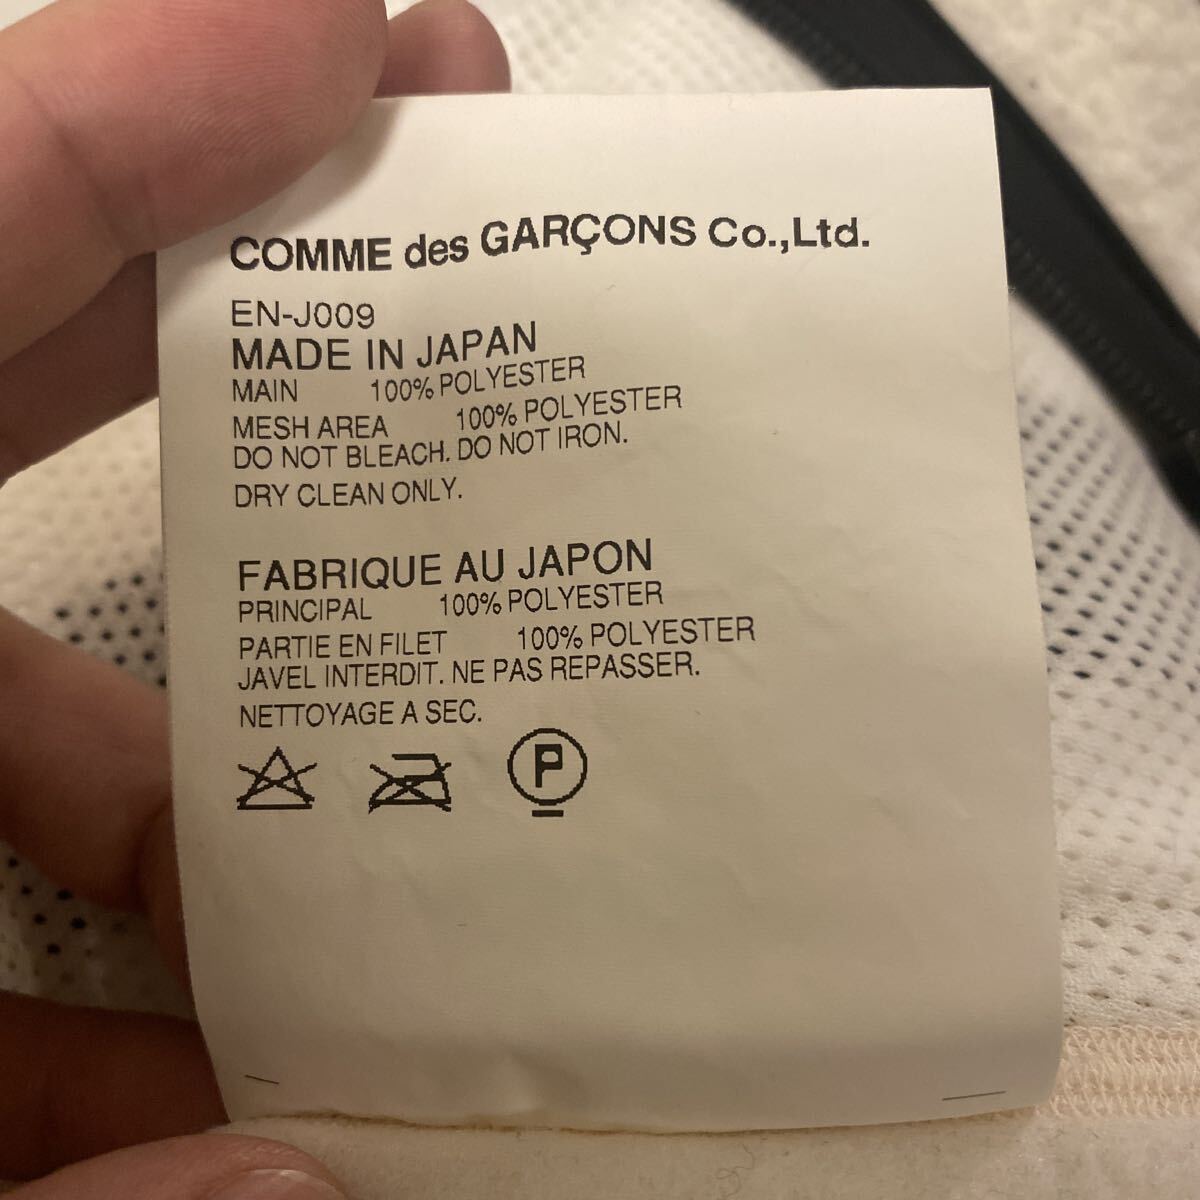 COMME des GARÇONS Co.,Ltd.
EN-J009
MADE IN JAPAN
MAIN 100% POLYESTER
MESH AREA 100% POLYESTER
DO NOT BLEACH. DO NOT IRON.
DRY CLEAN ONLY.
FABRIQUE AU JAPON
PRINCIPAL 100% POLYESTER
PARTIE EN FILET 100% POLYESTER
JAVEL INTERDIT. NE PAS REPASSER.
NETTOYAGE A SEC.
P